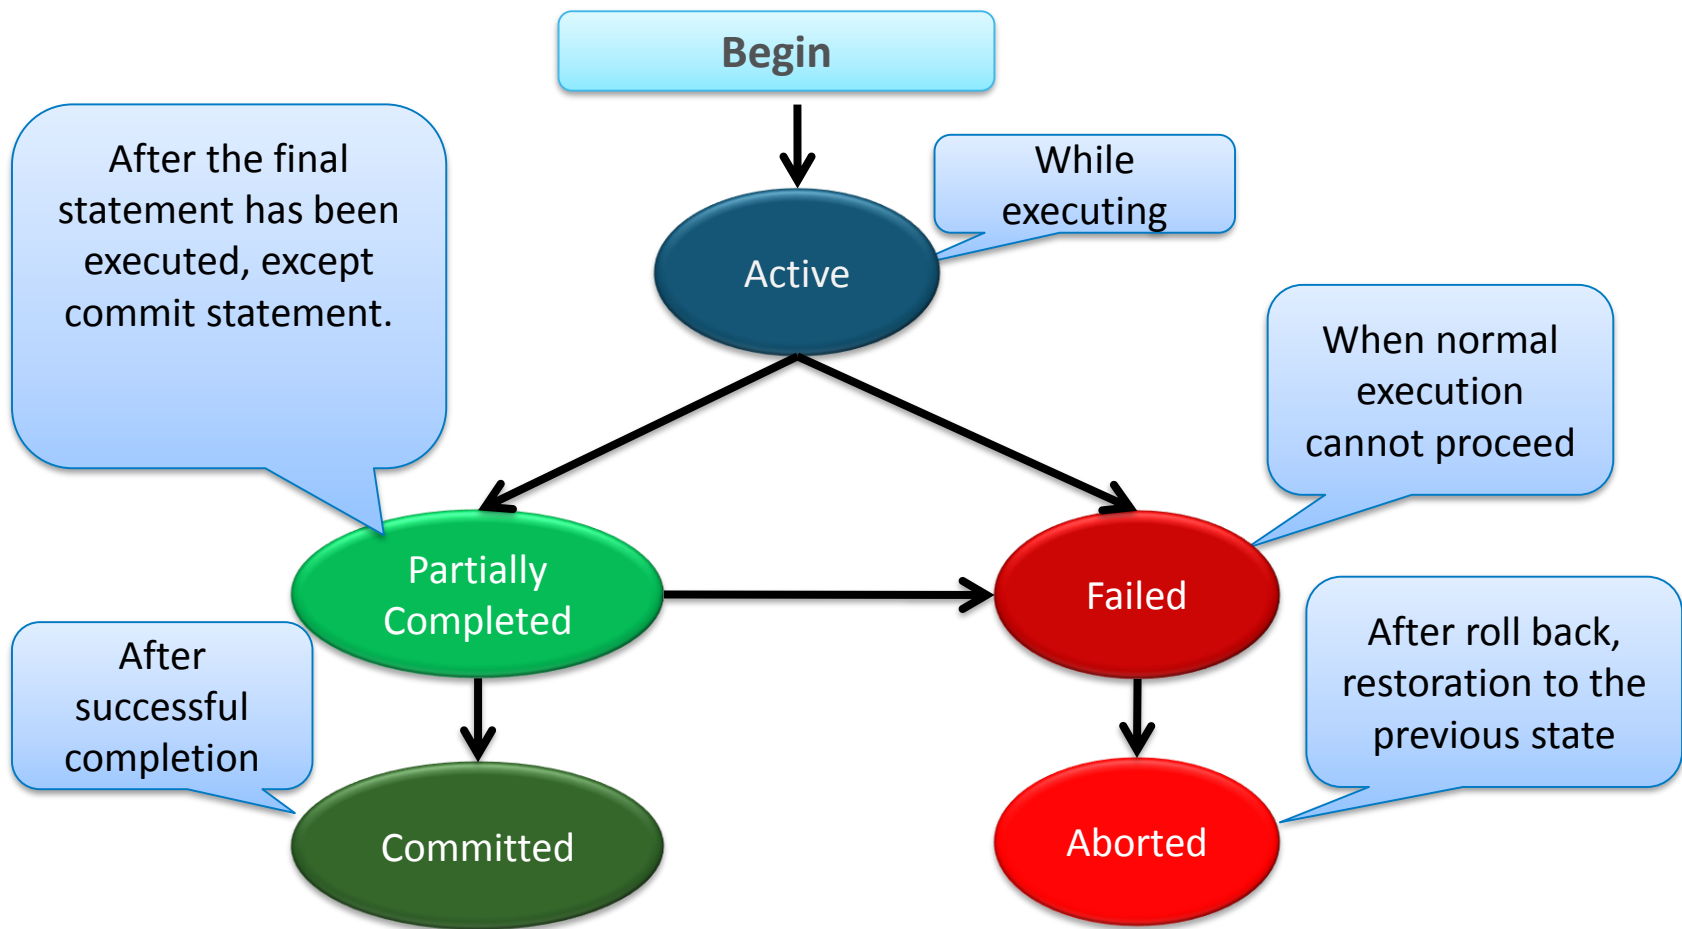 Begin
After the final
statement has been
executed, except
commit statement.
While
executing
Active
When normal
execution
cannot proceed
Partially
Completed
Failed
After
successful
completion
After roll back,
restoration to the
previous state
Committed
Aborted